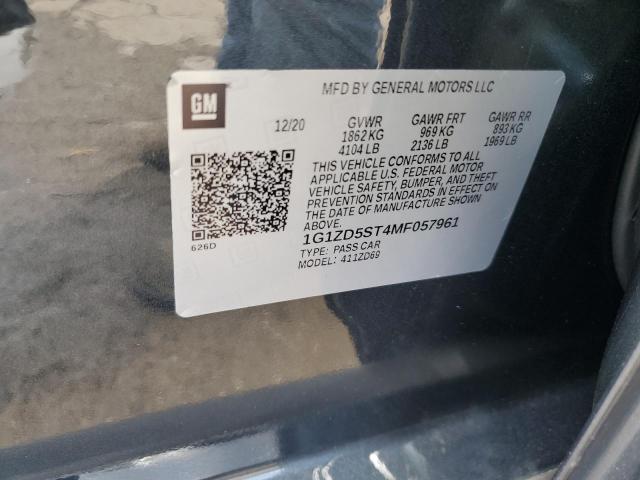 GM
MFD BY GENERAL MOTORS LLC
12/20 GVWR GAWR FRT GAWR RR
1862 KG 969 KG 893 KG
4104 LB 2136 LB 1969 LB
THIS VEHICLE CONFORMS TO ALL
APPLICABLE U.S. FEDERAL MOTOR
VEHICLE SAFETY, BUMPER, AND THEFT
PREVENTION STANDARDS IN EFFECT ON
THE DATE OF MANUFACTURE SHOWN
ABOVE.
626D
1G1ZD5ST4MF057961
TYPE: PASS CAR
MODEL: 411ZD69